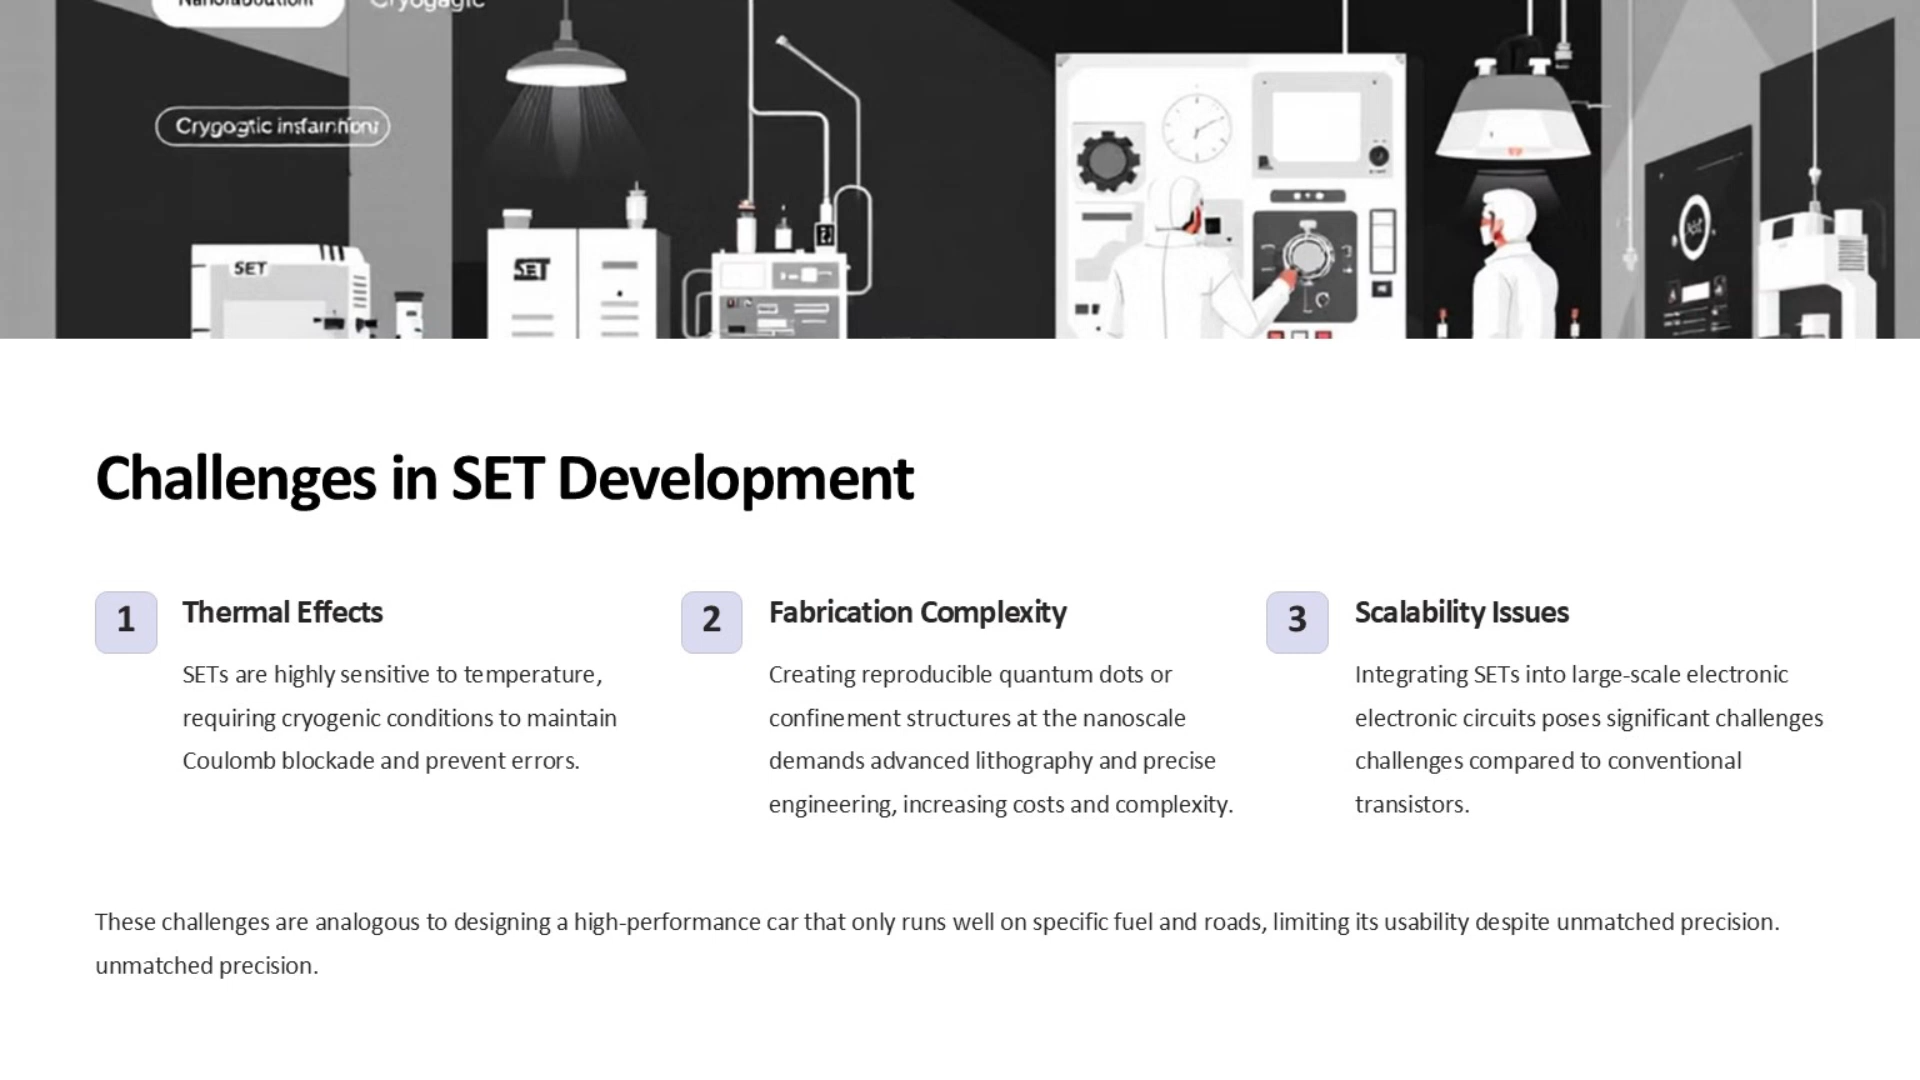 SET
SET
Challenges in SET Development
1
Thermal Effects
SETs are highly sensitive to temperature,
requiring cryogenic conditions to maintain
Coulomb blockade and prevent errors.
2
Fabrication Complexity
Creating reproducible quantum dots or
confinement structures at the nanoscale
demands advanced lithography and precise
engineering, increasing costs and complexity.
3
Scalability Issues
Integrating SETs into large-scale electronic
electronic circuits poses significant challenges
challenges compared to conventional
transistors.
These challenges are analogous to designing a high-performance car that only runs well on specific fuel and roads, limiting its usability despite unmatched precision.
unmatched precision.